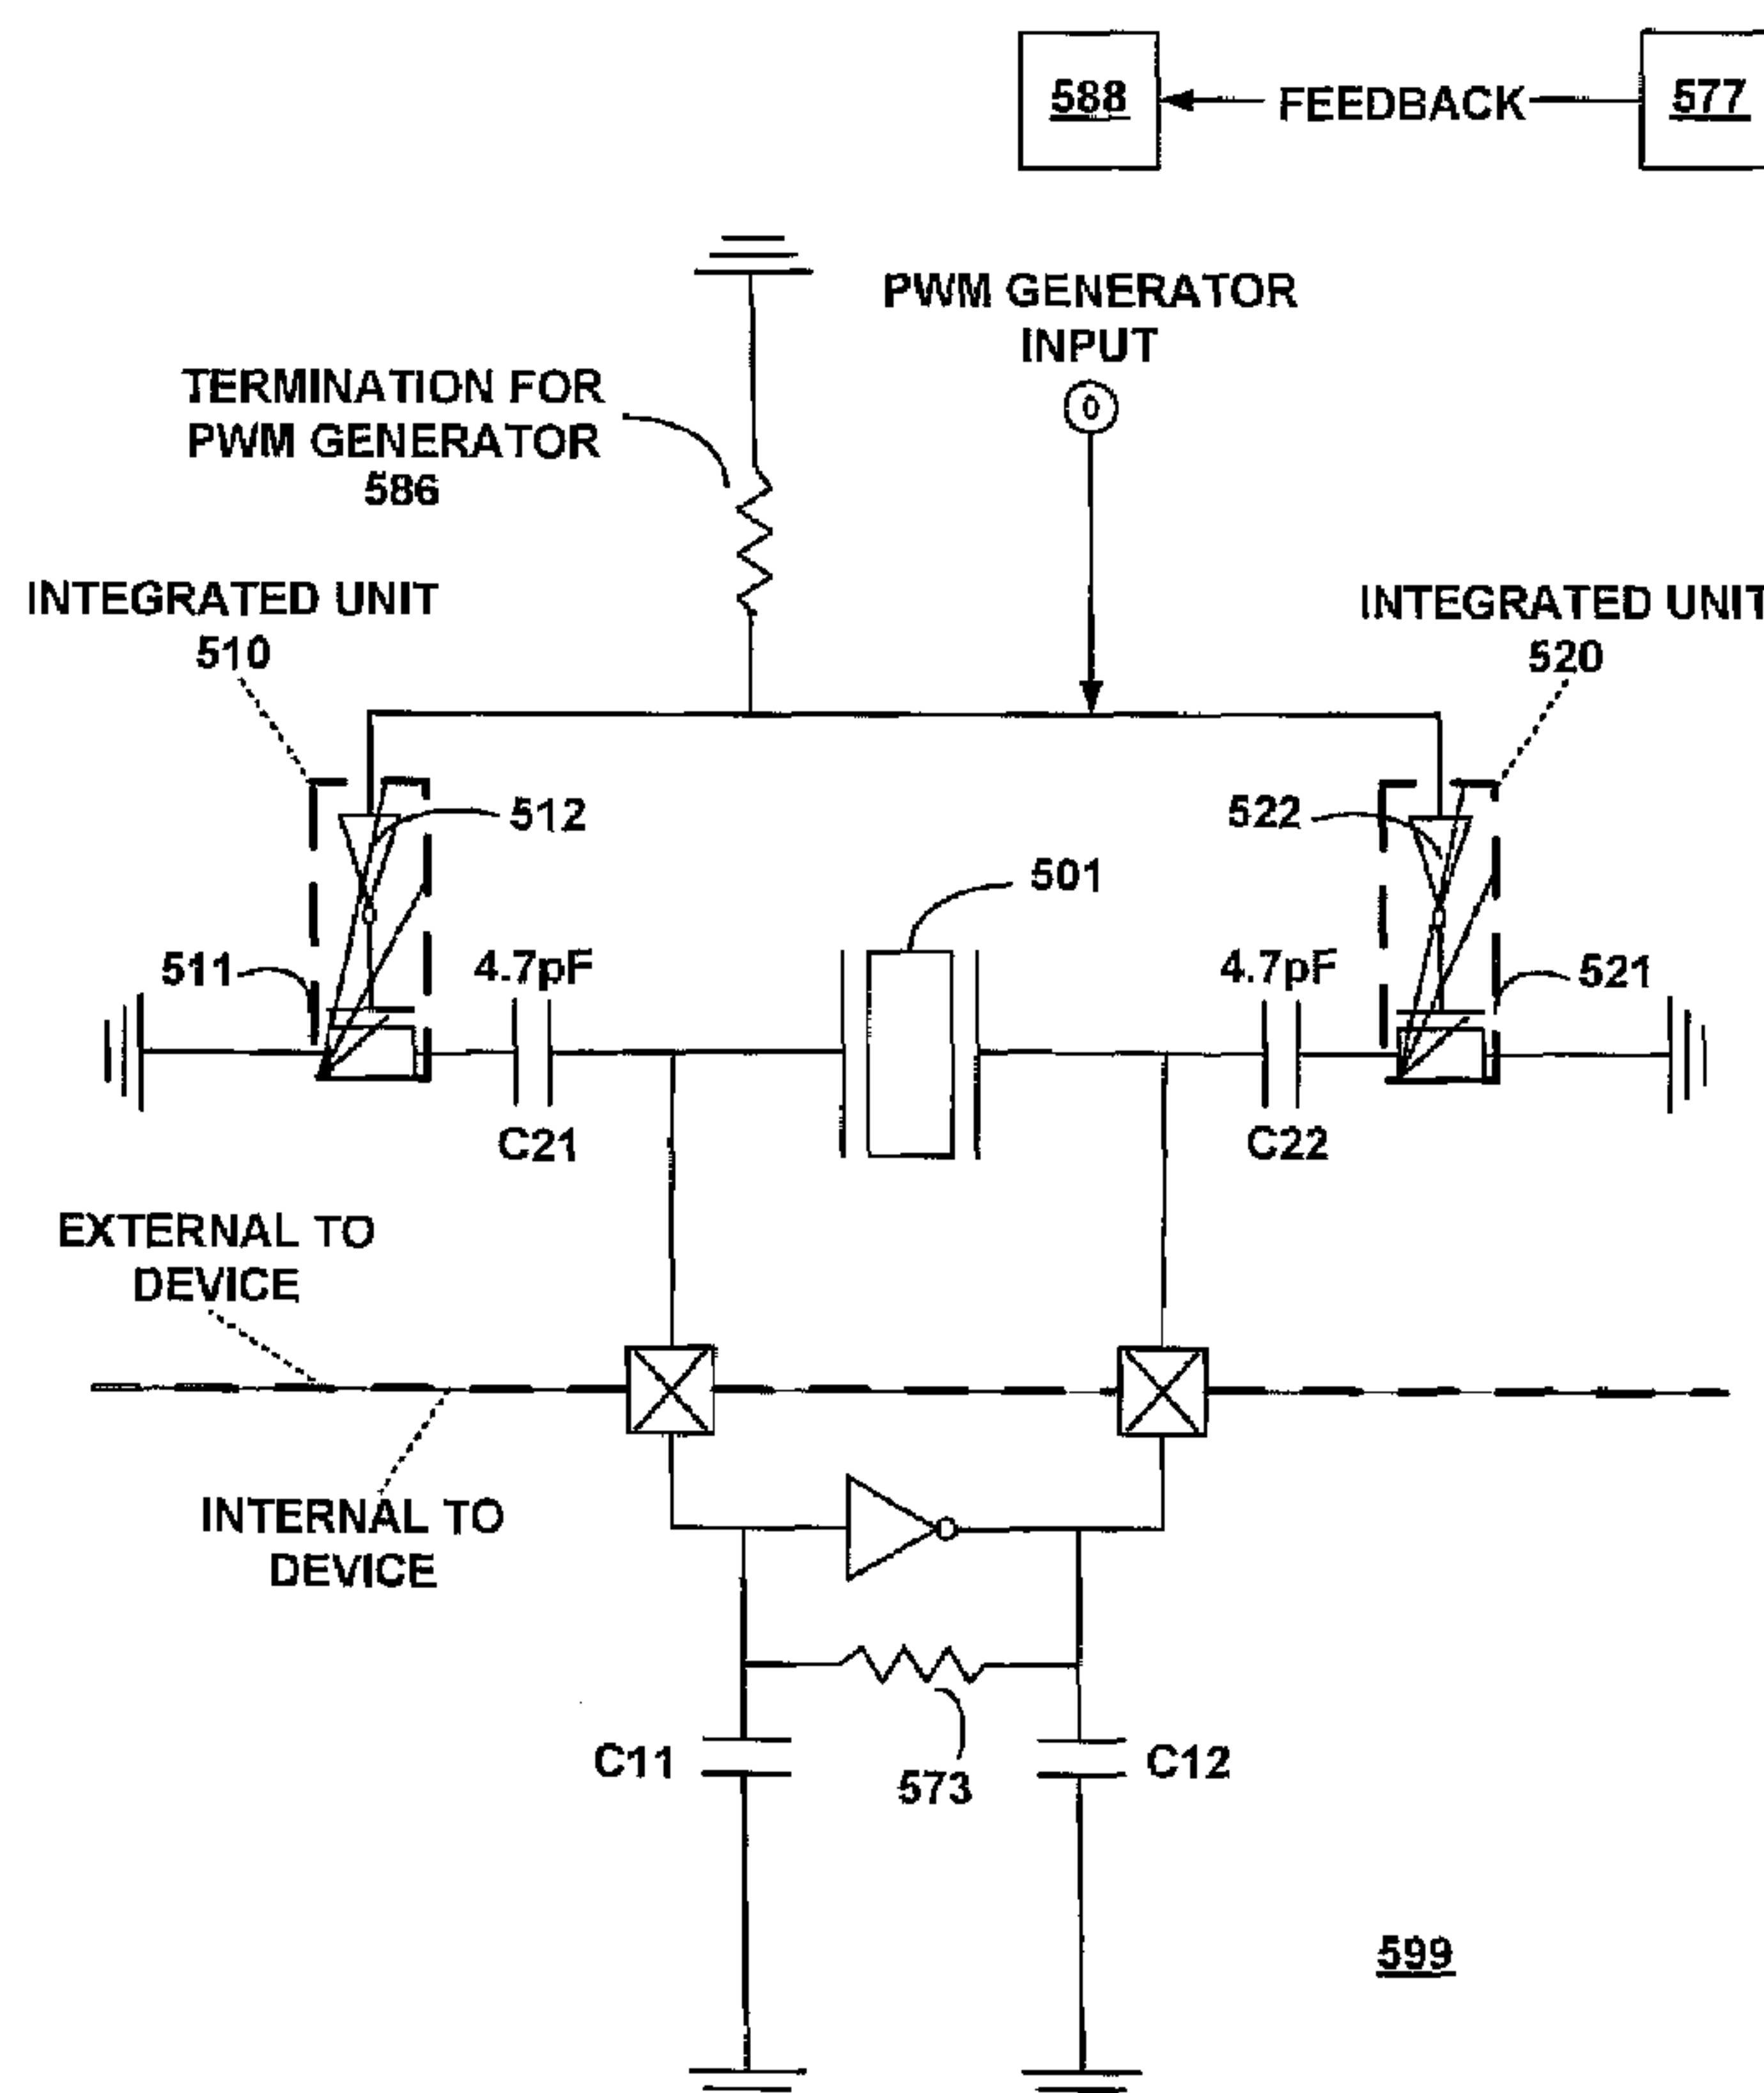 588
FEEDBACK
577
PWM GENERATOR
INPUT
0
TERMINATION FOR
PWM GENERATOR
586
INTEGRATED UNIT
510
INTEGRATED UNIT
520
512
522
501
511
4.7pF
4.7pF
521
C21
C22
EXTERNAL TO
DEVICE
INTERNAL TO
DEVICE
C11
573
C12
599